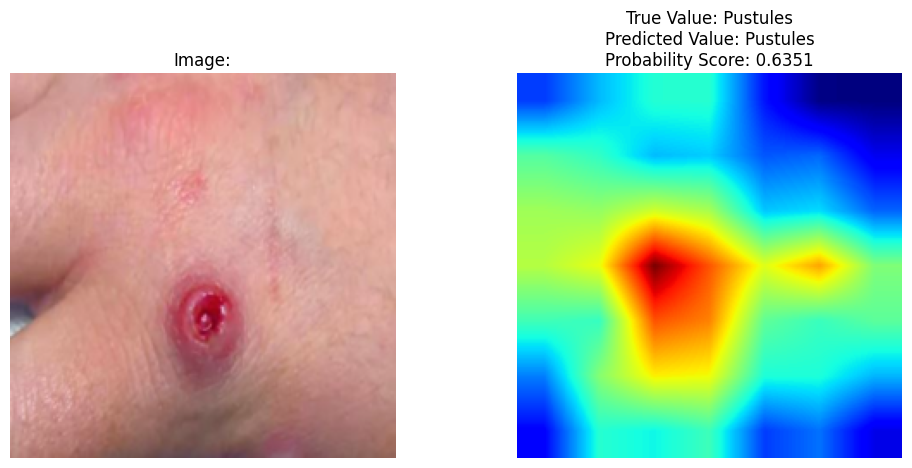 Image:
True Value: Pustules
Predicted Value: Pustules
Probability Score: 0.6351